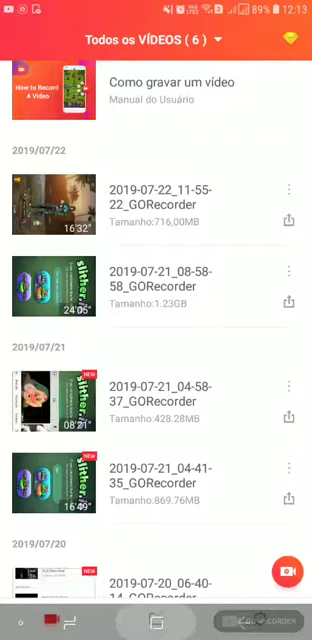 89% 12:13
Todos os VÍDEOS ( 6 )
How to Record
A Video
Como gravar um vídeo
Manual do Usuário
2019/07/22
2019-07-22_11-55-
22_GORecorder
Tamanho:716,00MB
16'32"
2019-07-21_08-58-
58_GORecorder
Tamanho:1.23GB
slither.io
24'05"
2019/07/21
NEW
2019-07-21_04-58-
37_GORecorder
Tamanho:428.28MB
slither.io
08'21"
2019-07-21_04-41-
35_GORecorder
Tamanho:869.76MB
slither.io
16'49"
2019/07/20
NEW
2019-07-20_06-40-
14_GORecorder
RECORDER